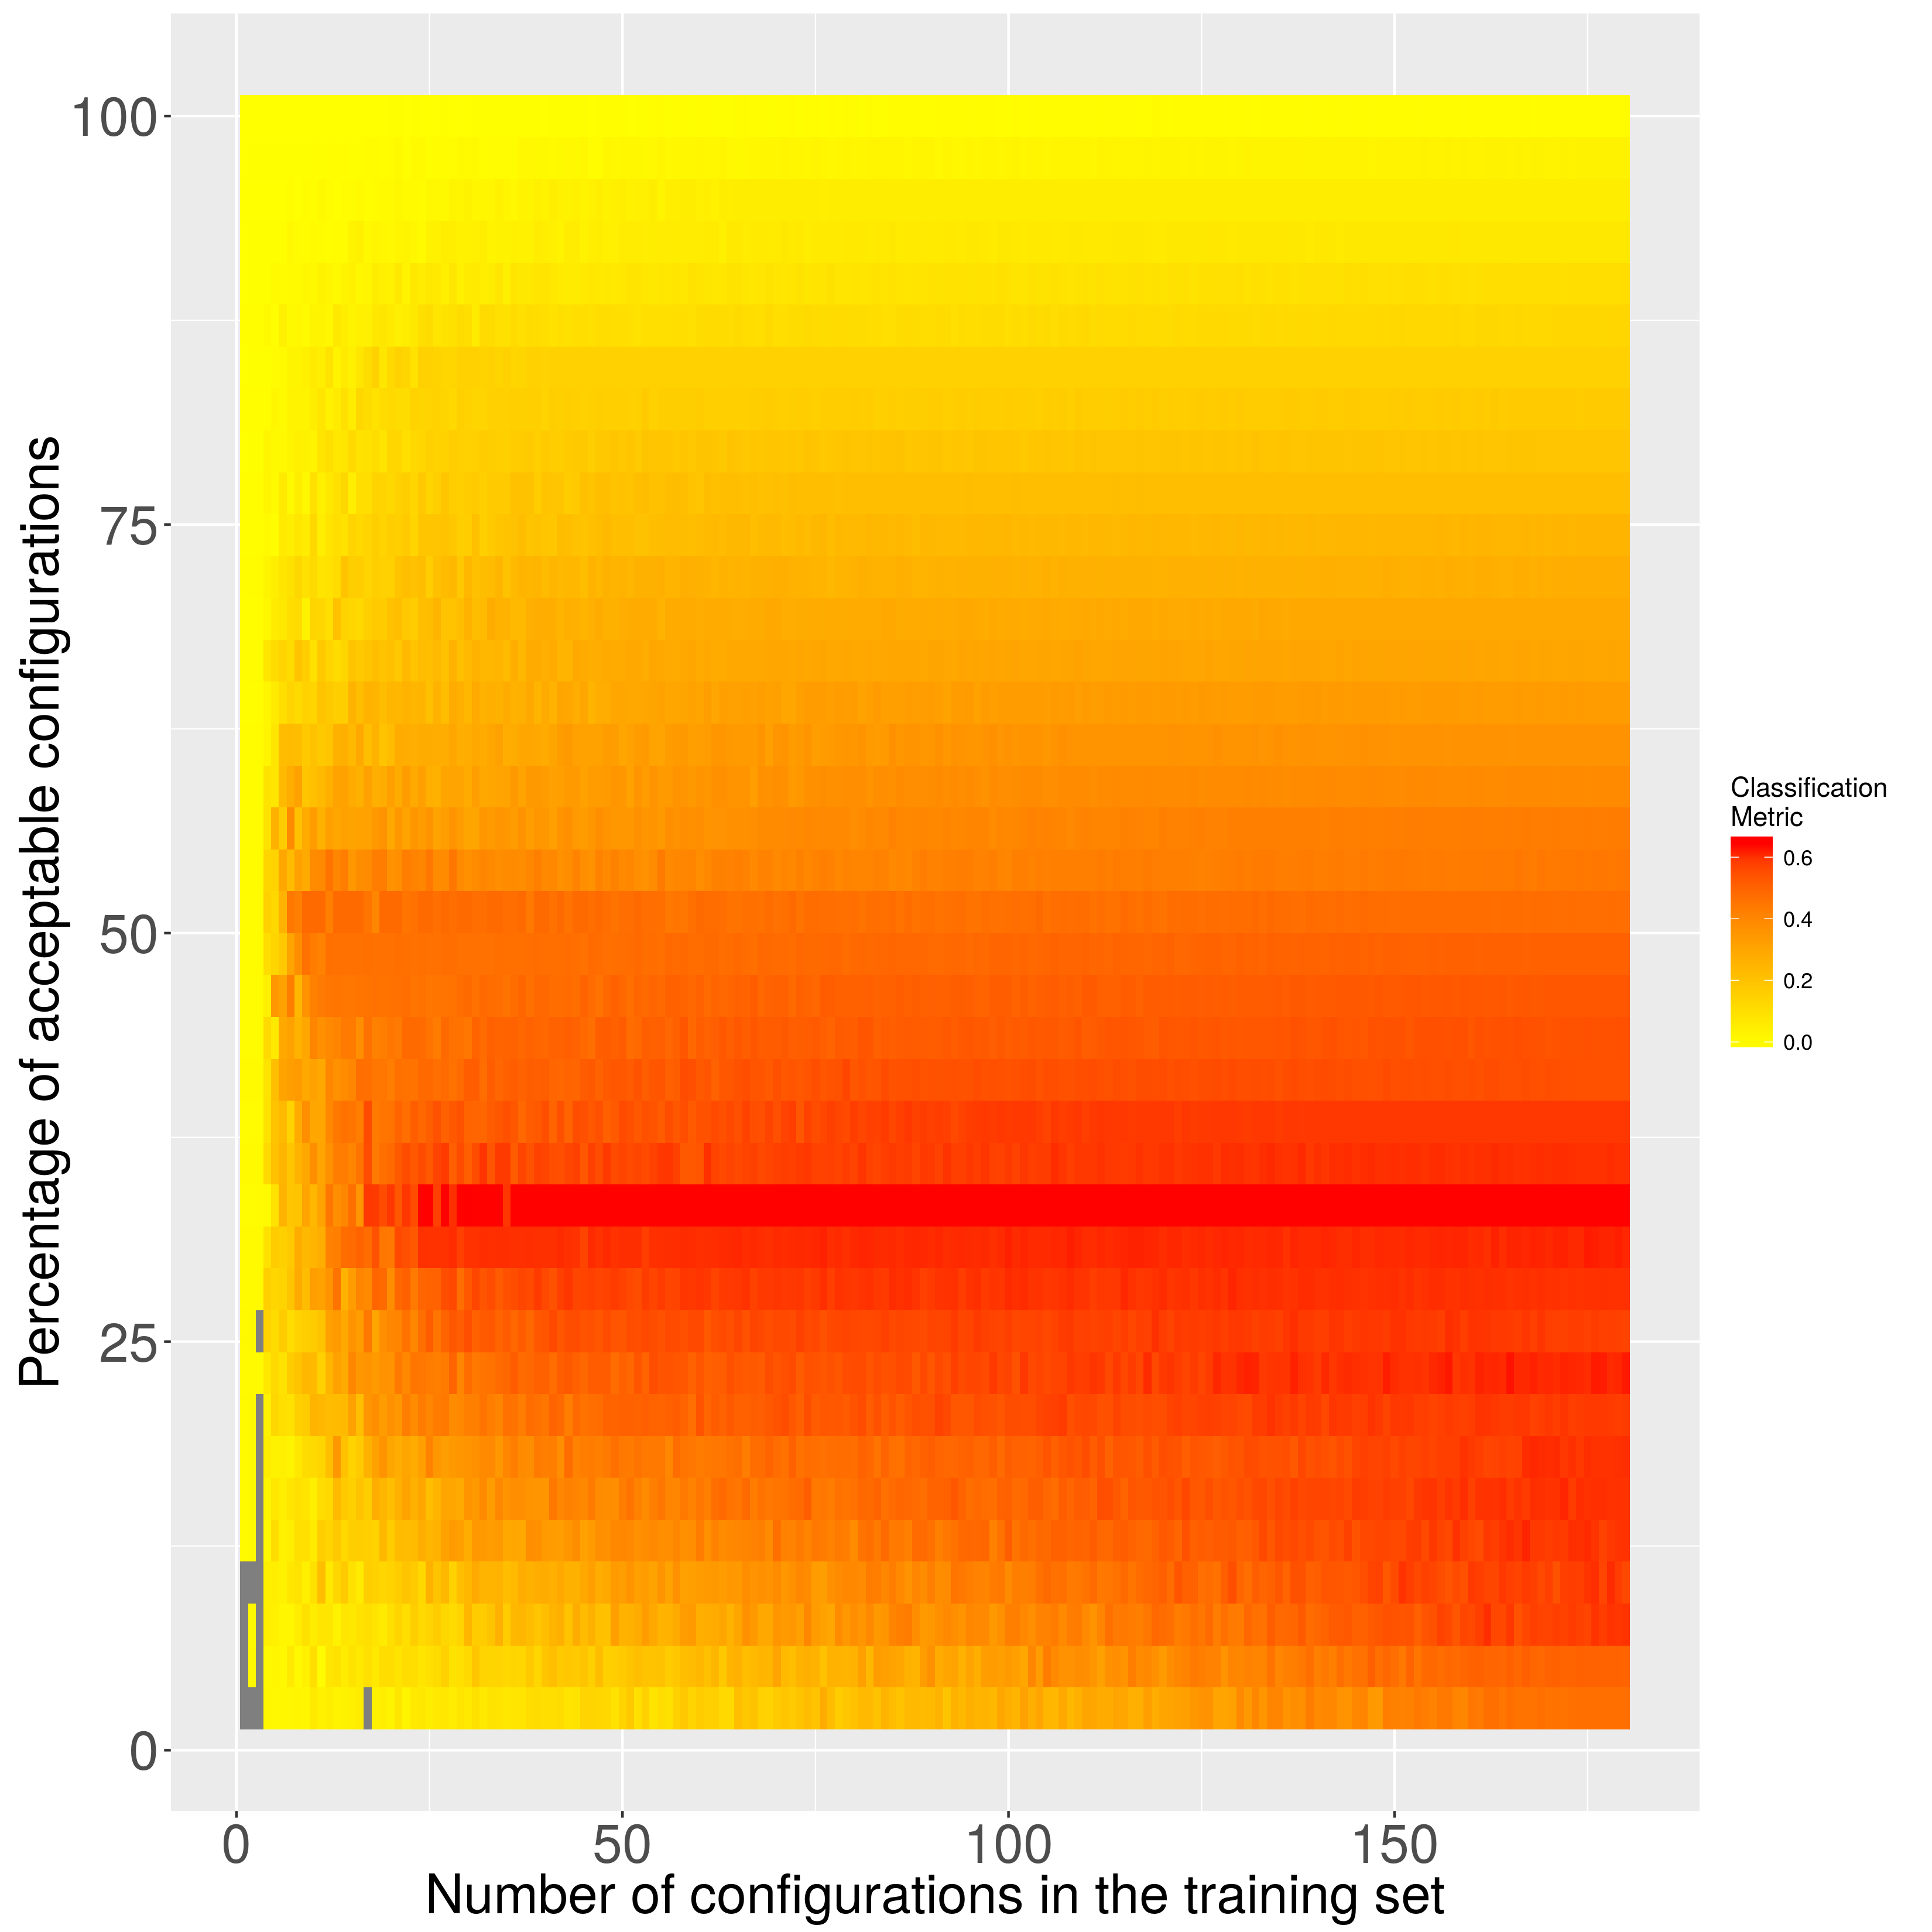 100
75
50
25
0
Percentage of acceptable configurations
0 50 100 150
Number of configurations in the training set
Classification
Metric
0.6
0.4
0.2
0.0